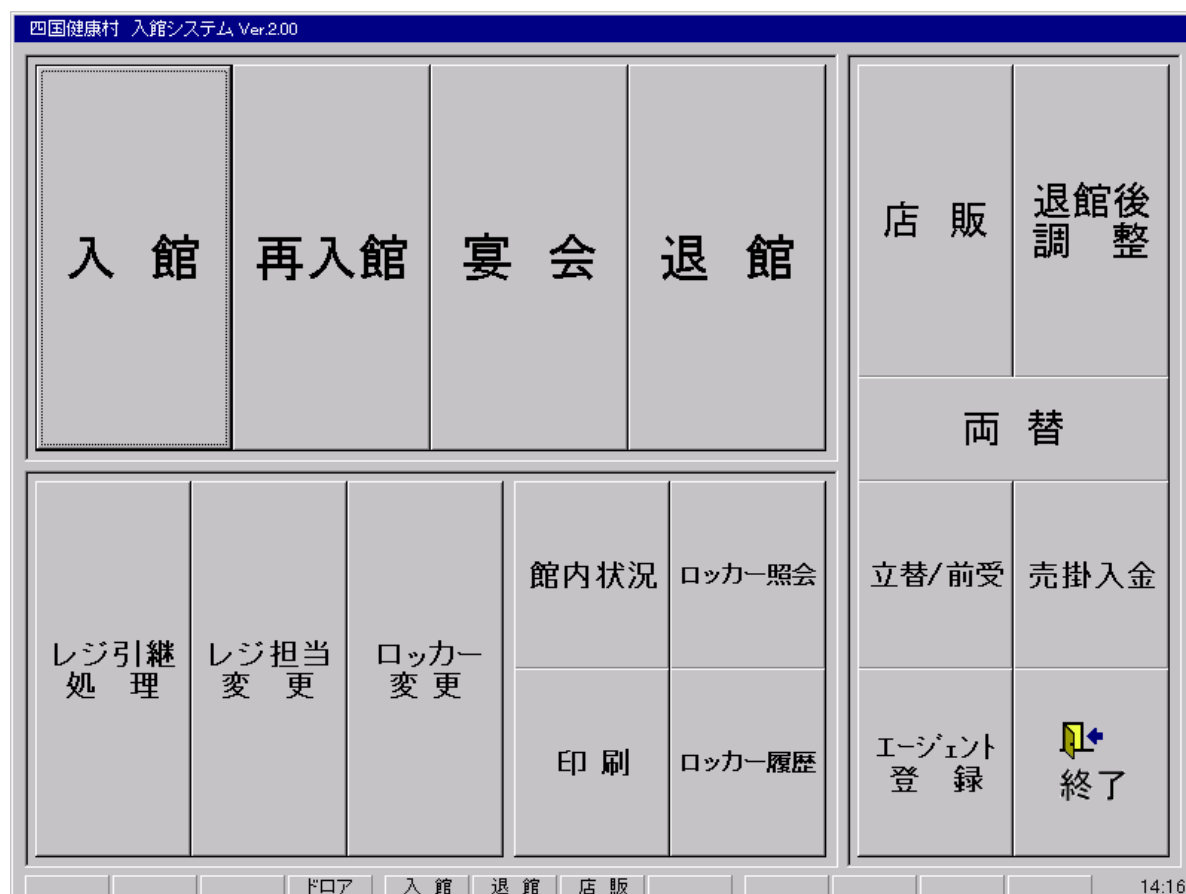 四国健康村 入館システム Ver.2.00
入 館
再入館
宴 会
退 館
店 販
退館後
調 整
両 替
レジ引継
処 理
レジ担当
変 更
ロッカー
変 更
館内状況
ロッカー照会
印 刷
ロッカー履歴
立替/前受
売掛入金
エージェント
登 録
終了
ドロア
入 館
退 館
店 販
14:16